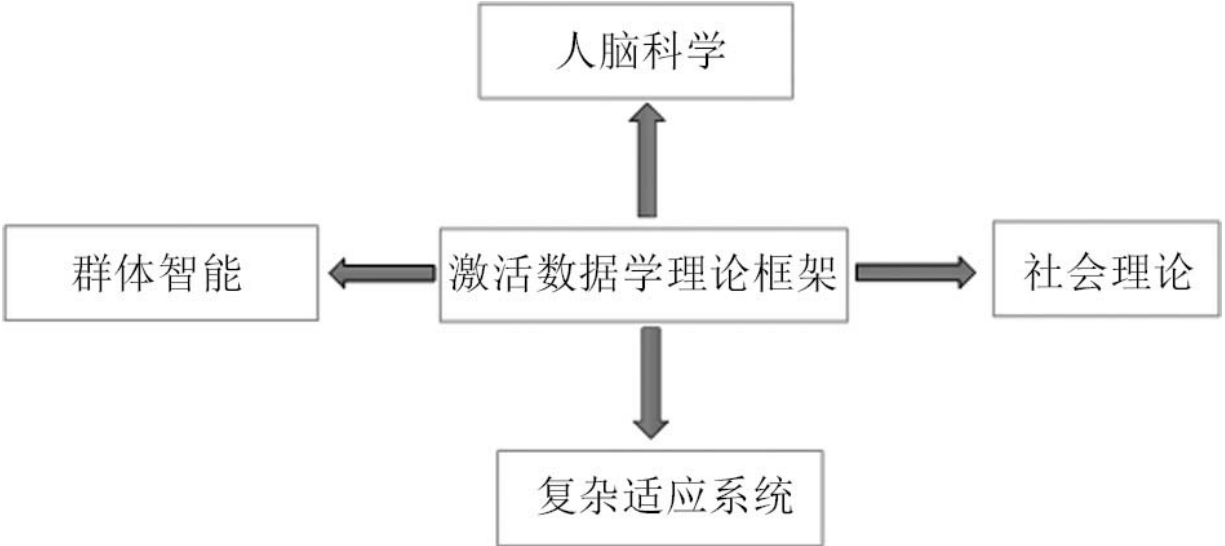 人脑科学
群体智能
激活数据学理论框架
社会理论
复杂适应系统